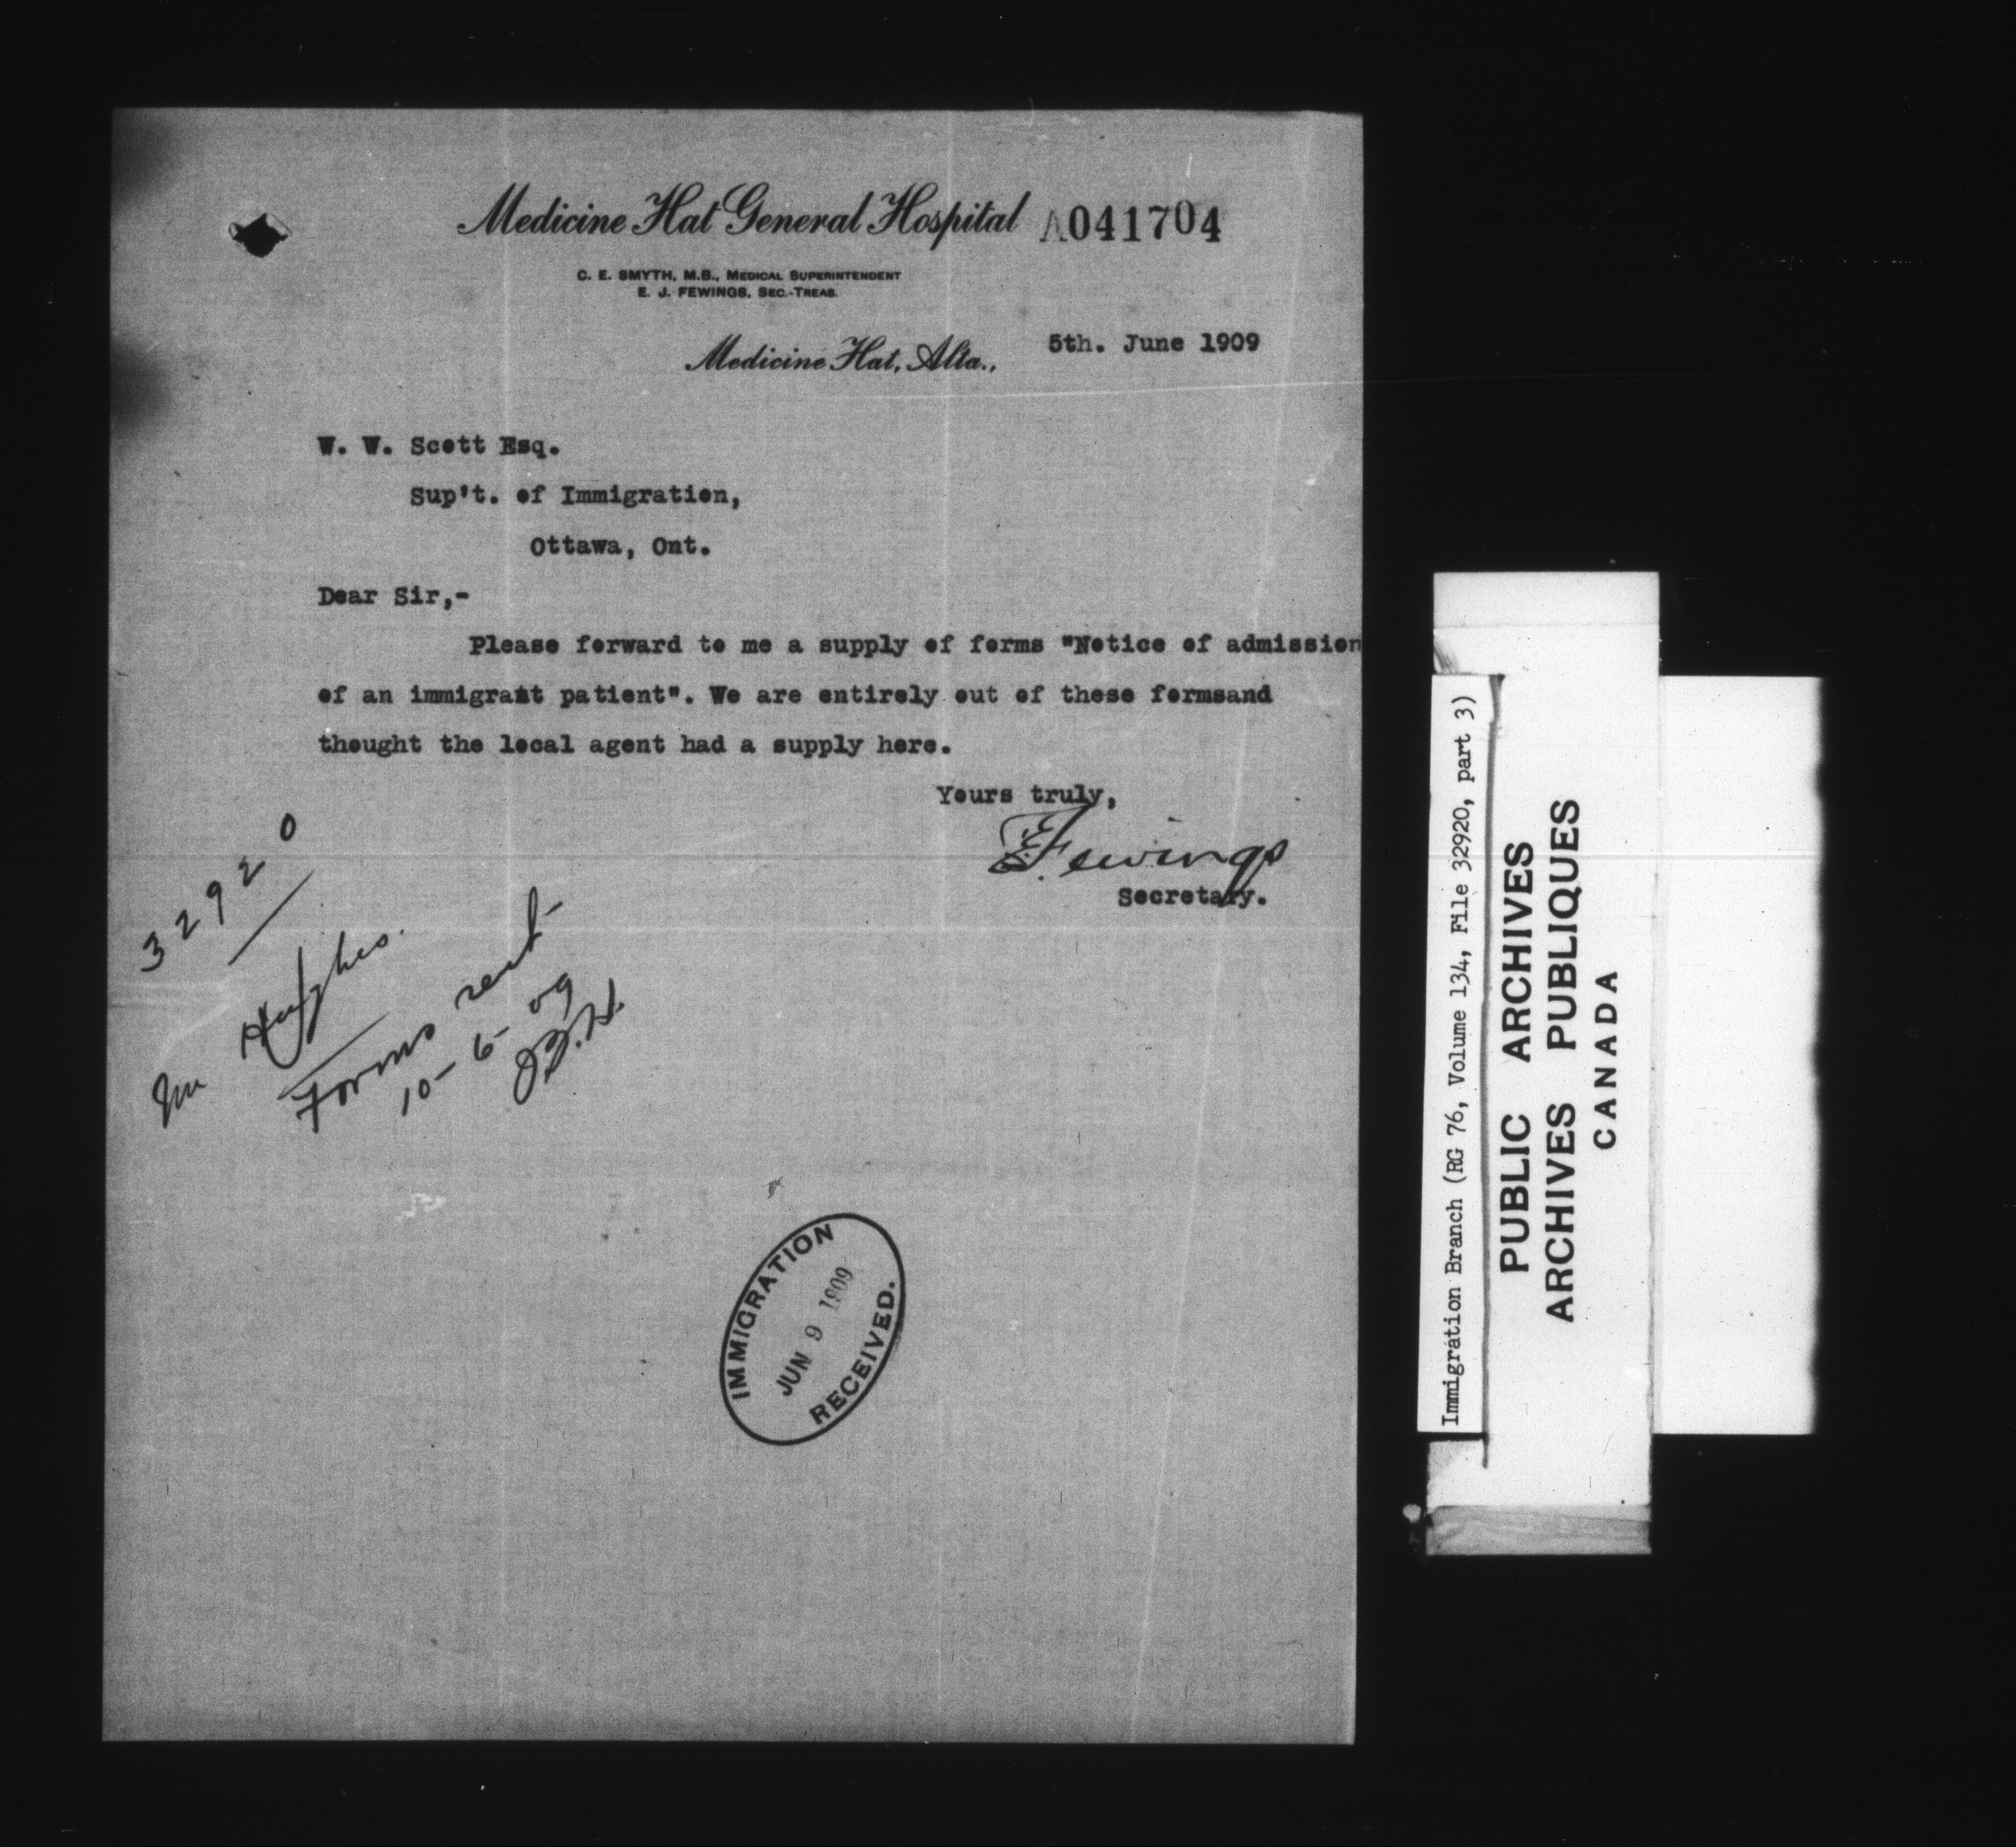 Medicine Hat General Hospital A041704
C. E. SMYTH, M.B., MEDICAL SUPERINTENDENT
E. J. FEWINGS, SEC.-TREAS.
Medicine Hat, Alta., 5th. June 1909
W. W. Scott Esq.
Sup't. of Immigration,
Ottawa, Ont.
Dear Sir,-
Please forward to me a supply of forms "Notice of admission
of an immigrant patient". We are entirely out of these formsand
thought the local agent had a supply here.
Yours truly,
E. J. Fewings
Secretary.
32920
Mr Hughes.
Forms sent
10-6-09
IMMIGRATION
JUN 9 1909
RECEIVED.
Immigration Branch (RG 76, Volume 134, File 32920, part 3)
PUBLIC ARCHIVES
ARCHIVES PUBLIQUES
CANADA